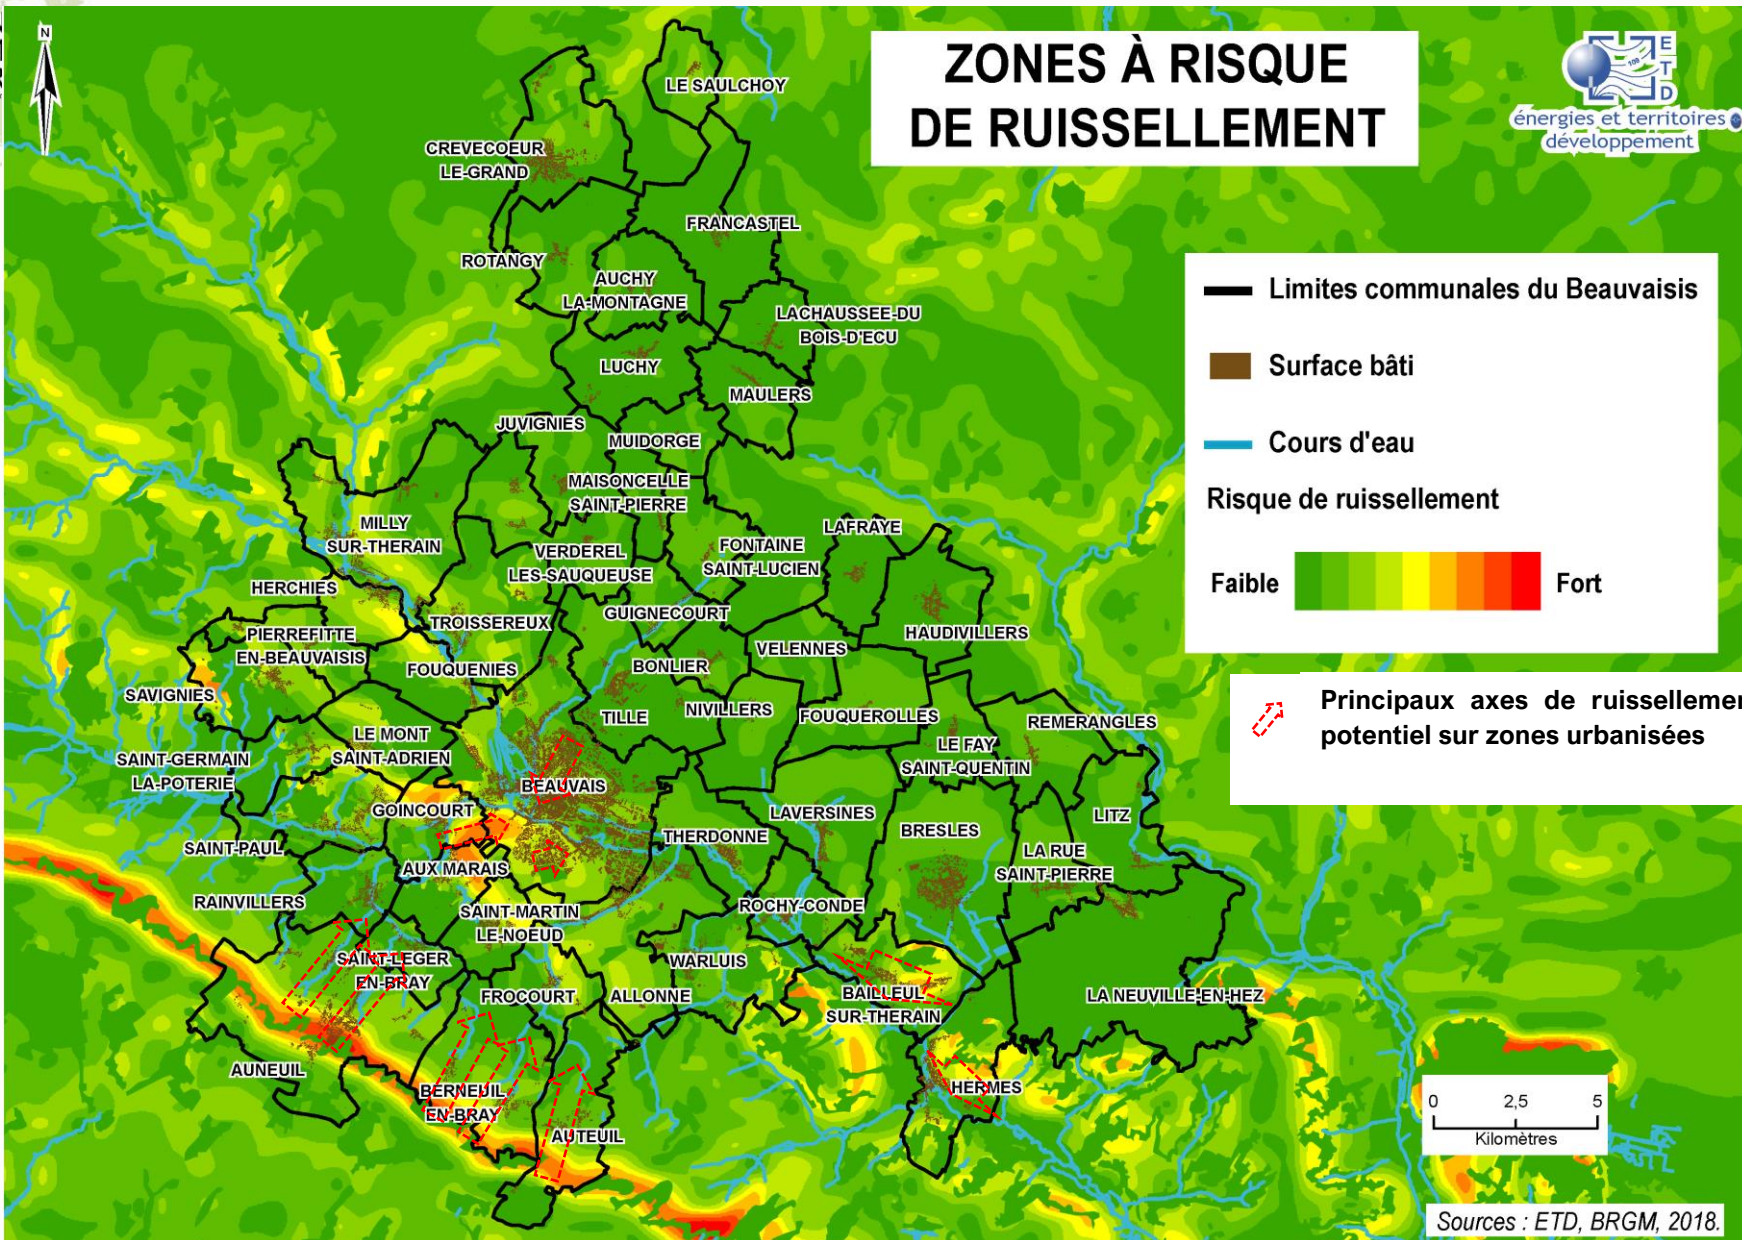 N
ZONES À RISQUE
DE RUISSELLEMENT
E
T
D
109
énergies et territoires
développement
LE SAULCHOY
CREVECOEUR
LE-GRAND
FRANCASTEL
ROTANGY
AUCHY
LA-MONTAGNE
LACHAUSSEE-DU
BOIS-D'ECU
LUCHY
MAULERS
JUVIGNIES
MUIDORGE
MAISONCELLE
SAINT-PIERRE
MILLY
SUR-THERAIN
LAFRAYE
FONTAINE
SAINT-LUCIEN
VERDEREL
LES-SAUQUEUSE
HERCHIES
GUIGNECOURT
TROISSEREUX
PIERREFITTE
EN-BEAUVAISIS
HAUDIVILLERS
VELENNES
BONLIER
FOUQUENIES
SAVIGNIES
TILLE
NIVILLERS
FOUQUEROLLES
REMERANGLES
LE MONT
SAINT-ADRIEN
LE FAY
SAINT-QUENTIN
SAINT-GERMAIN
LA-POTERIE
BEAUVAIS
GOINCOURT
LAVERSINES
LITZ
THERDONNE
BRESLES
SAINT-PAUL
LA RUE
SAINT-PIERRE
AUX MARAIS
RAINVILLERS
SAINT-MARTIN
LE-NOEUD
ROCHY-CONDE
SAINT-LEGER
EN-BRAY
WARLUIS
FROCOURT
ALLONNE
BAILLEUL
SUR-THERAIN
LA NEUVILLE-EN-HEZ
AUNEUIL
BERNEUIL
EN-BRAY
HERMES
AUTEUIL
Limites communales du Beauvaisis
Surface bâti
Cours d'eau
Risque de ruissellement
Faible
Fort
Principaux axes de ruissellemen
potentiel sur zones urbanisées
0 2,5 5
Kilomètres
Sources : ETD, BRGM, 2018.